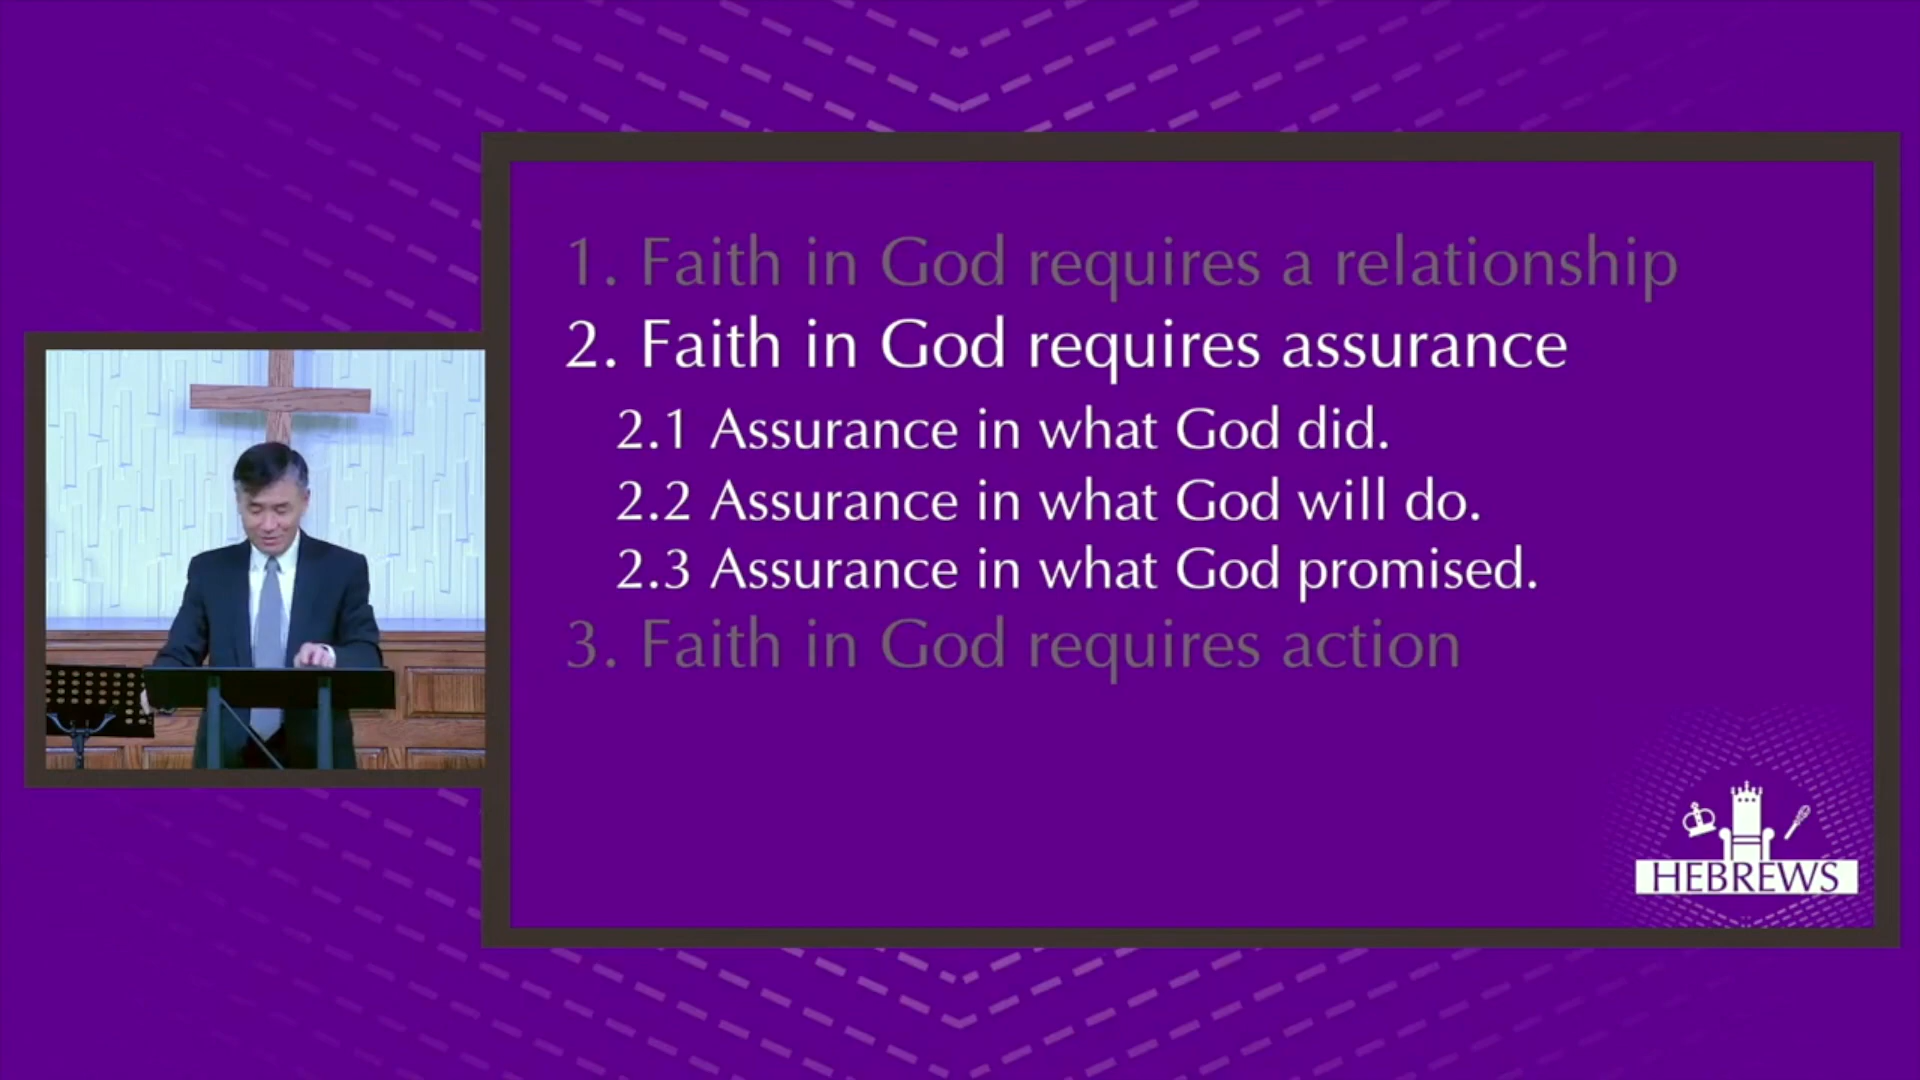 1. Faith in God requires a relationship
2. Faith in God requires assurance
2.1 Assurance in what God did.
2.2 Assurance in what God will do.
2.3 Assurance in what God promised.
3. Faith in God requires action
HEBREWS